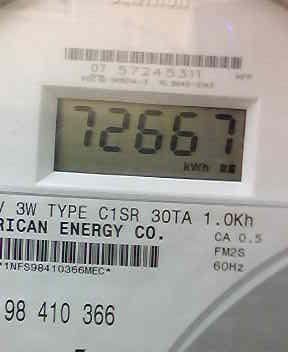 07 57245311
72667
kWh
V 3W TYPE C1SR 30TA 1.0Kh
RICAN ENERGY CO.
CA 0.5
FM2S
60Hz
*1NFS98410366MEC*
98 410 366